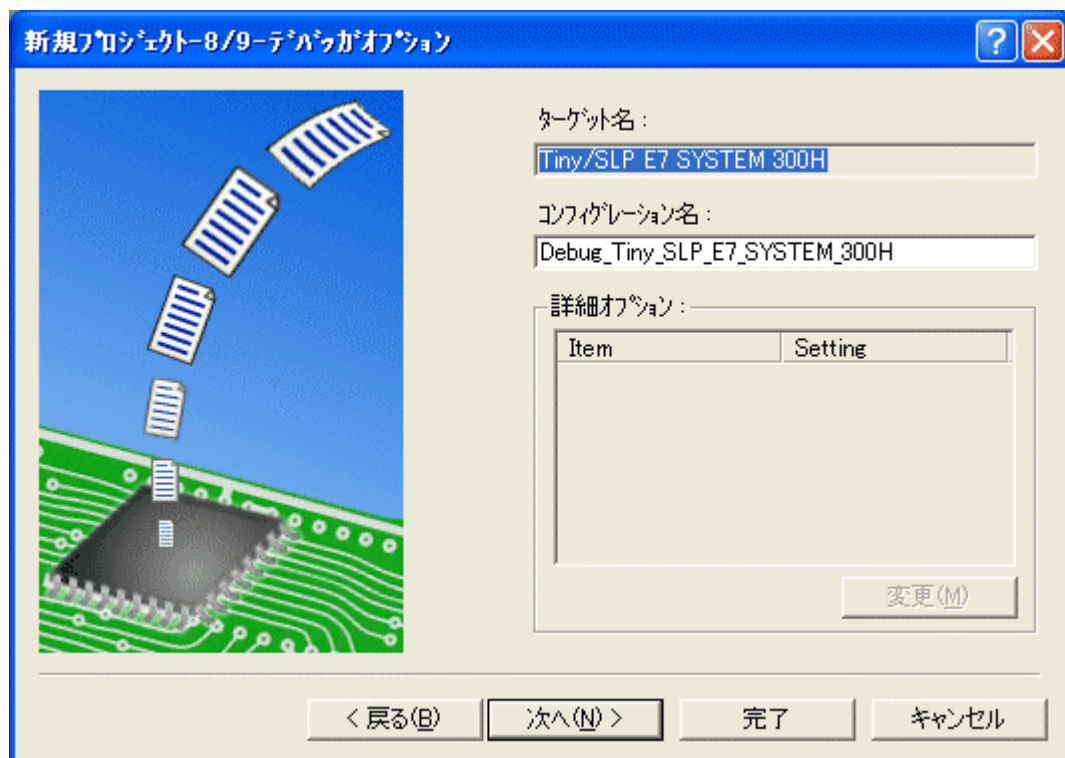 新規ﾌﾟﾛｼﾞｪｸﾄ-8/9-ﾃﾞﾊﾞｯｶﾞｵﾌﾟｼｮﾝ
ﾀｰｹﾞｯﾄ名 :
Tiny/SLP E7 SYSTEM 300H
ｺﾝﾌｨｸﾞﾚｰｼｮﾝ名 :
Debug_Tiny_SLP_E7_SYSTEM_300H
詳細ｵﾌﾟｼｮﾝ :
Item Setting
変更(M)
< 戻る(B) 次へ(N) > 完了 ｷｬﾝｾﾙ